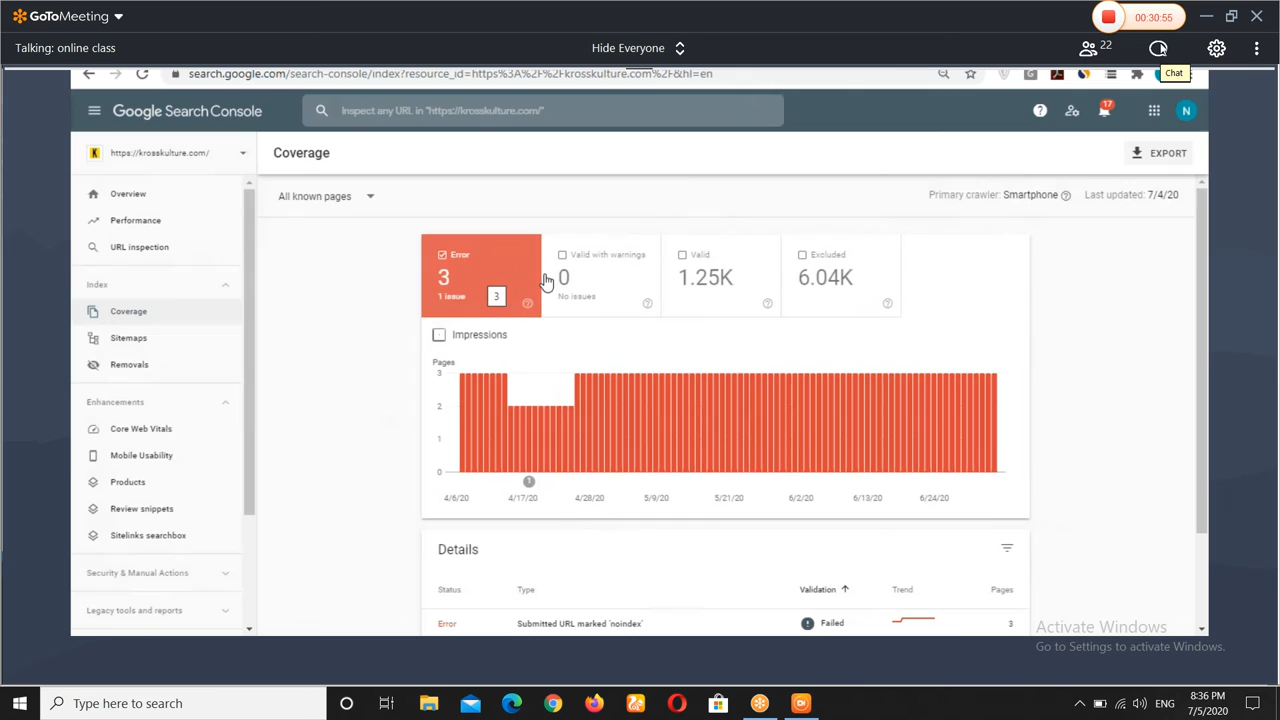 GoToMeeting
00:30:55
Talking: online class
Hide Everyone
22
Chat
search.google.com/search-console/index?resource_id=https%3A%2F%2Fkrosskulture.com%2F&hl=en
Google Search Console
Inspect any URL in "https://krosskulture.com/"
17
N
K
https://krosskulture.com/
Coverage
EXPORT
Overview
Performance
URL inspection
Index
Coverage
Sitemaps
Removals
Enhancements
Core Web Vitals
Mobile Usability
Products
Review snippets
Sitelinks searchbox
Security & Manual Actions
Legacy tools and reports
All known pages
Primary crawler: Smartphone
Last updated: 7/4/20
Error
3
1 issue
3
Valid with warnings
0
No issues
Valid
1.25K
Excluded
6.04K
Impressions
Pages
3
2
1
0
1
4/6/20 4/17/20 4/28/20 5/9/20 5/21/20 6/2/20 6/13/20 6/24/20
Details
Status Type Validation Trend Pages
Error Submitted URL marked 'noindex' Failed 3
Activate Windows
Go to Settings to activate Windows.
Type here to search
ENG
8:36 PM
7/5/2020